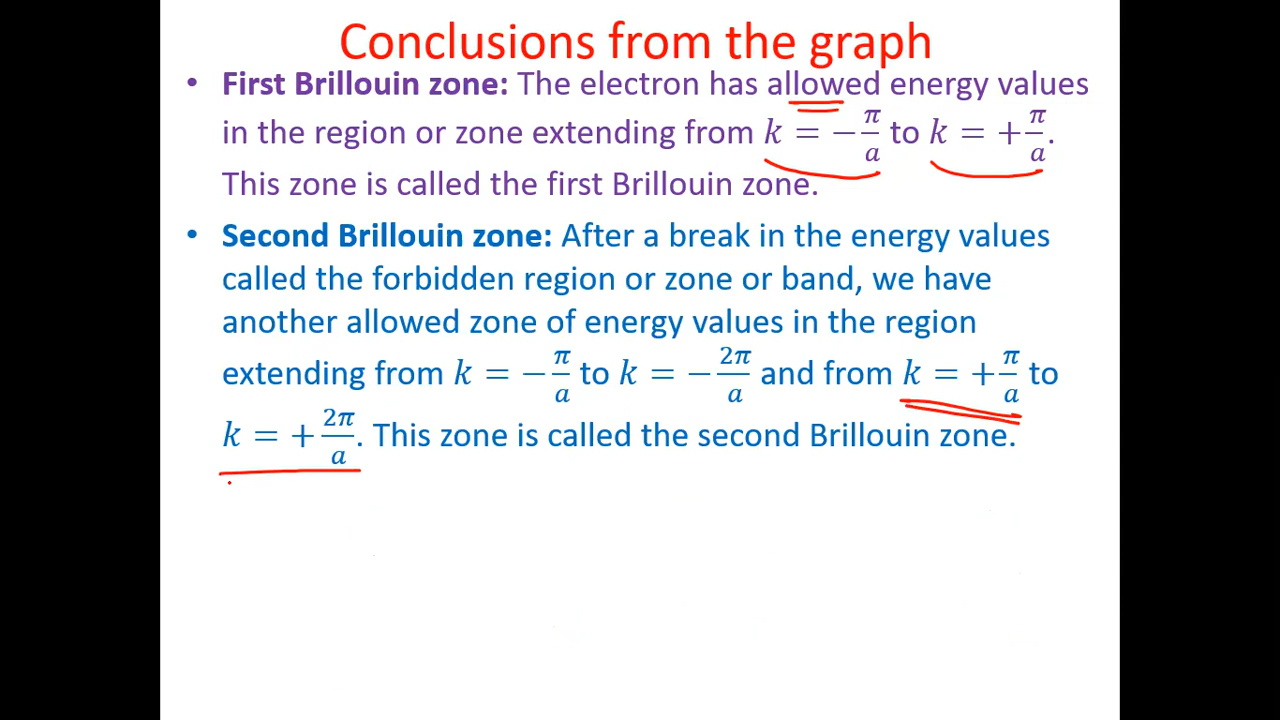 Conclusions from the graph
• First Brillouin zone: The electron has allowed energy values
in the region or zone extending from k = −π/a to k = +π/a.
This zone is called the first Brillouin zone.
• Second Brillouin zone: After a break in the energy values
called the forbidden region or zone or band, we have
another allowed zone of energy values in the region
extending from k = −π/a to k = −2π/a and from k = +π/a to
k = +2π/a. This zone is called the second Brillouin zone.